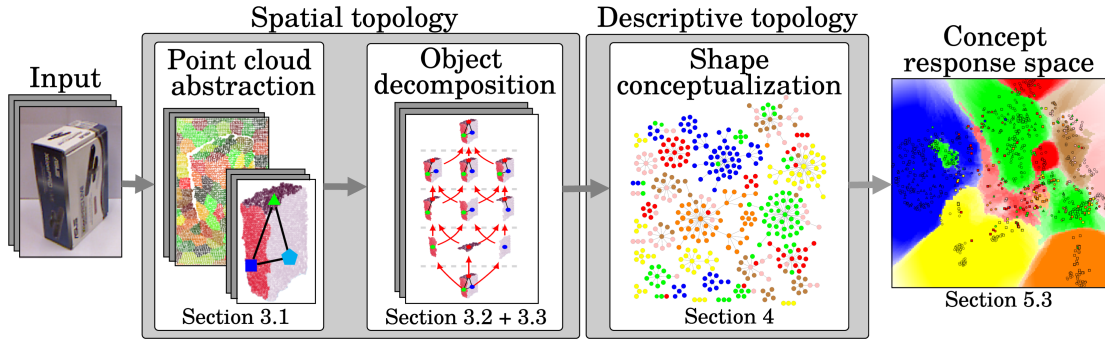 Spatial topology
Descriptive topology
Input
Point cloud
abstraction
Section 3.1
Object
decomposition
Section 3.2 + 3.3
Shape
conceptualization
Section 4
Concept
response space
Section 5.3